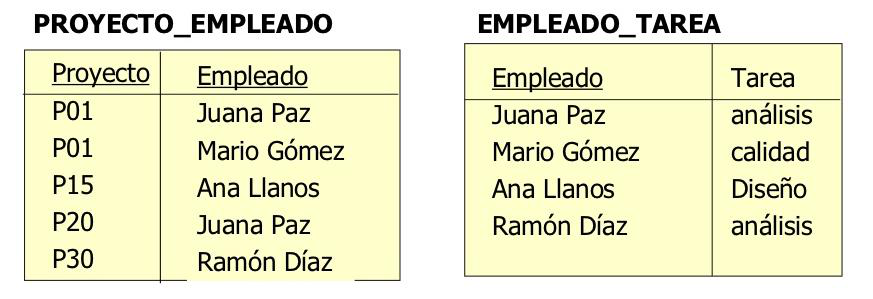 PROYECTO_EMPLEADO
Proyecto Empleado
P01 Juana Paz
P01 Mario Gómez
P15 Ana Llanos
P20 Juana Paz
P30 Ramón Díaz
EMPLEADO_TAREA
Empleado Tarea
Juana Paz análisis
Mario Gómez calidad
Ana Llanos Diseño
Ramón Díaz análisis